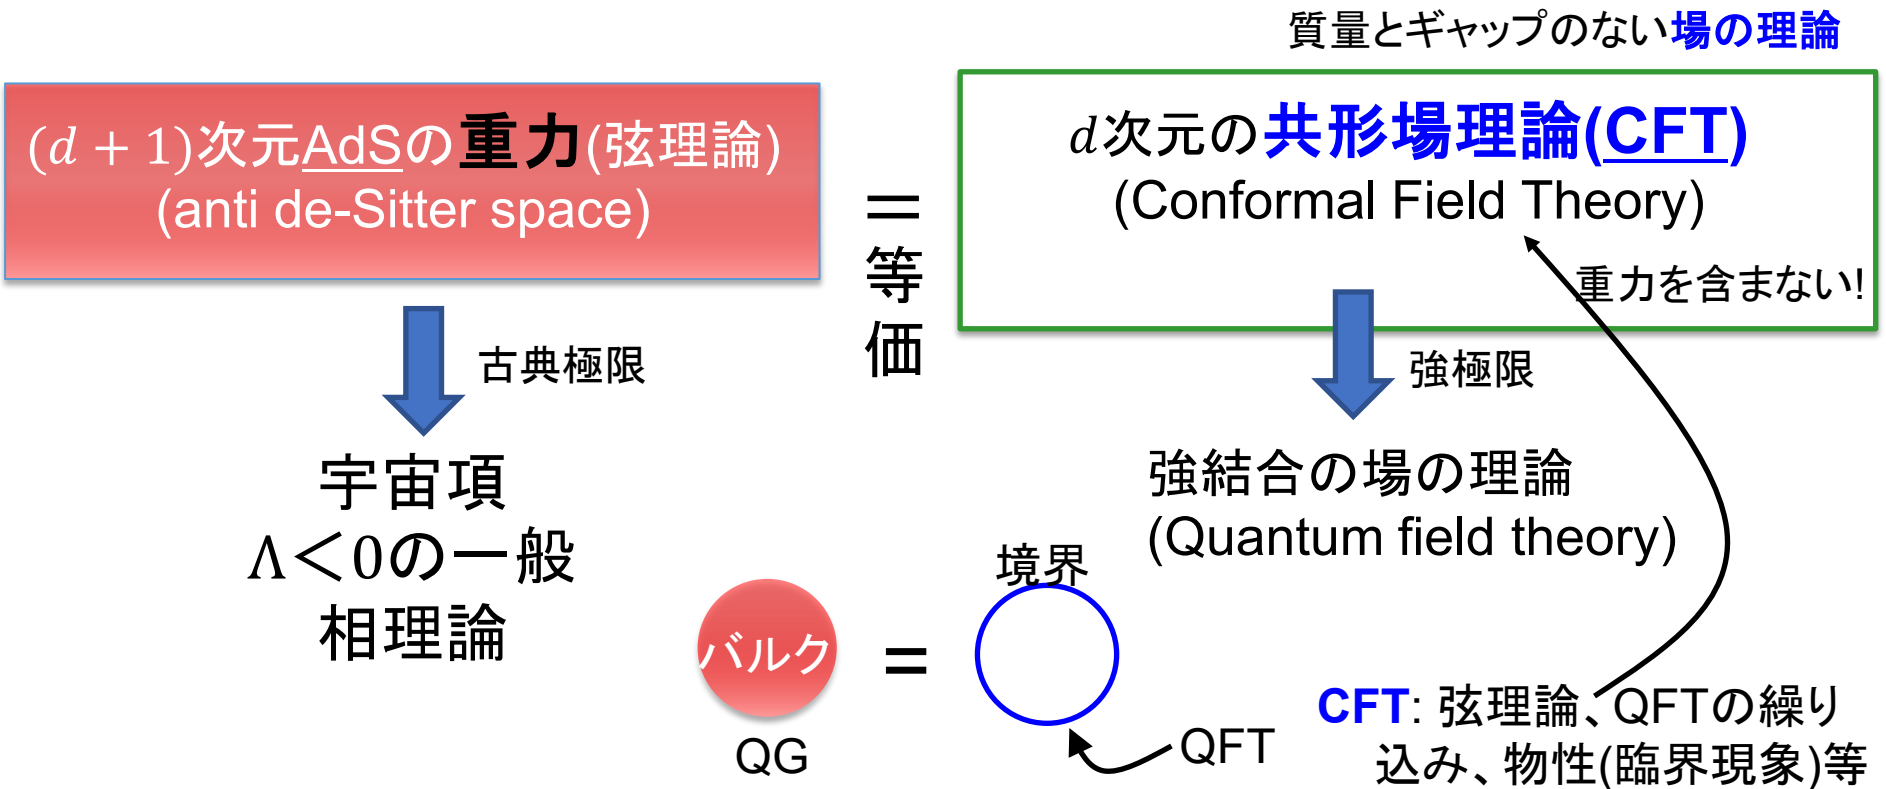 質量とギャップのない場の理論
(d + 1)次元AdSの重力(弦理論)
(anti de-Sitter space)
＝
等
価
d次元の共形場理論(CFT)
(Conformal Field Theory)
重力を含まない!
古典極限
強極限
宇宙項
Λ＜0の一般
相理論
強結合の場の理論
(Quantum field theory)
バルク
=
境界
QG
QFT
CFT: 弦理論、QFTの繰り
込み、物性(臨界現象)等